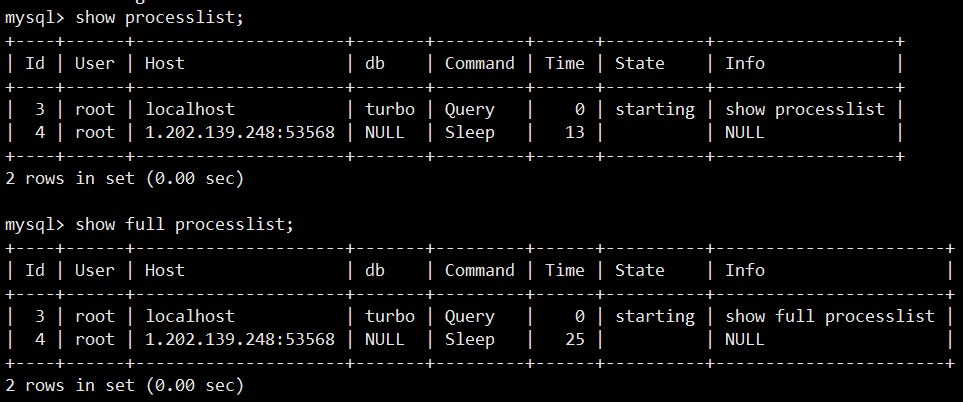 mysql> show processlist;
+----+------+---------------------+-------+---------+------+----------+------------------+
| Id | User | Host                | db    | Command | Time | State    | Info             |
+----+------+---------------------+-------+---------+------+----------+------------------+
|  3 | root | localhost           | turbo | Query   |    0 | starting | show processlist |
|  4 | root | 1.202.139.248:53568 | NULL  | Sleep   |   13 |          | NULL             |
+----+------+---------------------+-------+---------+------+----------+------------------+
2 rows in set (0.00 sec)
mysql> show full processlist;
+----+------+---------------------+-------+---------+------+----------+-----------------------+
| Id | User | Host                | db    | Command | Time | State    | Info                  |
+----+------+---------------------+-------+---------+------+----------+-----------------------+
|  3 | root | localhost           | turbo | Query   |    0 | starting | show full processlist |
|  4 | root | 1.202.139.248:53568 | NULL  | Sleep   |   25 |          | NULL                  |
+----+------+---------------------+-------+---------+------+----------+-----------------------+
2 rows in set (0.00 sec)